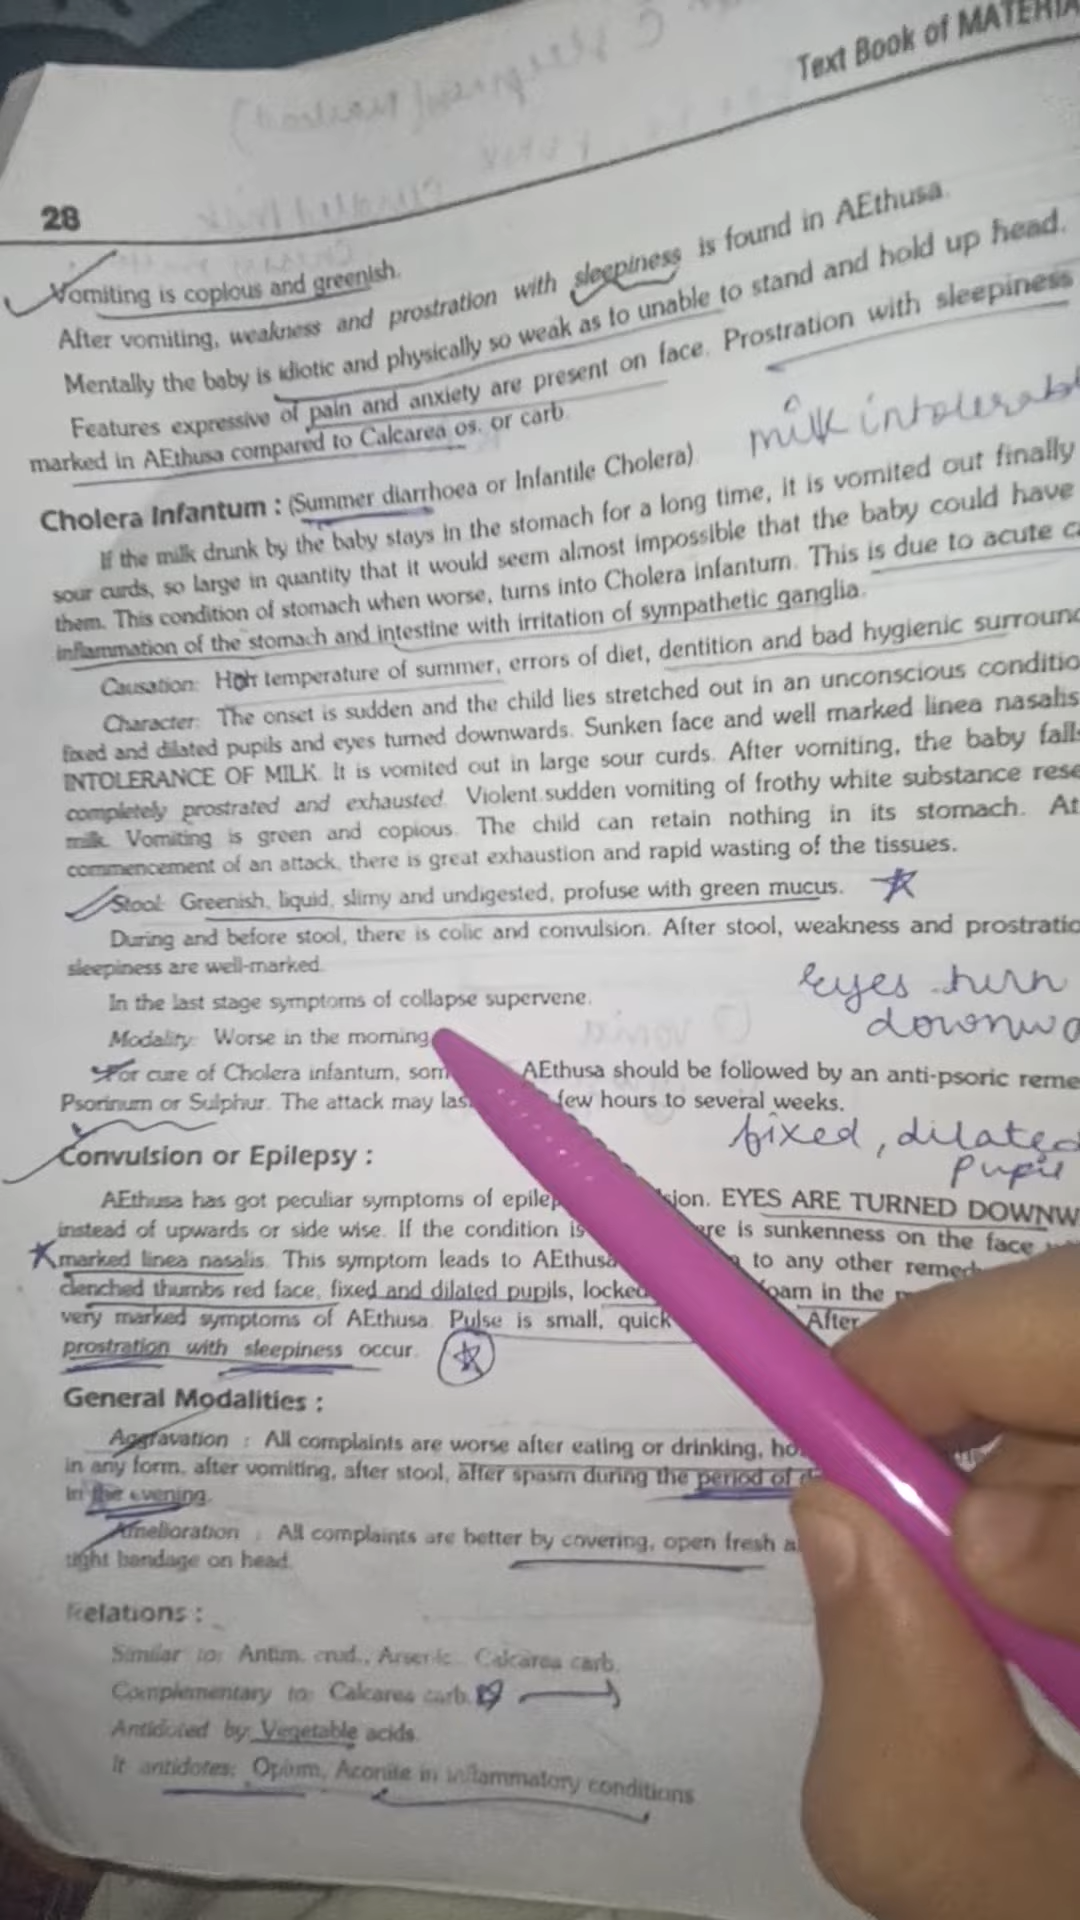 Text Book of MATERIA
28
Vomiting is copious and greenish.
After vomiting, weakness and prostration with sleepiness is found in AEthusa.
Mentally the baby is idiotic and physically so weak as to unable to stand and hold up head.
Features expressive of pain and anxiety are present on face. Prostration with sleepiness
marked in AEthusa compared to Calcarea os. or carb.
milk intolerab
Cholera Infantum : (Summer diarrhoea or Infantile Cholera)
If the milk drunk by the baby stays in the stomach for a long time, it is vomited out finally
sour curds, so large in quantity that it would seem almost impossible that the baby could have
them. This condition of stomach when worse, turns into Cholera infantum. This is due to acute c
inflammation of the stomach and intestine with irritation of sympathetic ganglia.
Causation: temperature of summer, errors of diet, dentition and bad hygienic surround
Character: The onset is sudden and the child lies stretched out in an unconscious conditio
fixed and dilated pupils and eyes turned downwards. Sunken face and well marked linea nasalis
INTOLERANCE OF MILK. It is vomited out in large sour curds. After vomiting, the baby fall
completely prostrated and exhausted. Violent sudden vomiting of frothy white substance rese
milk. Vomiting is green and copious. The child can retain nothing in its stomach. At
commencement of an attack, there is great exhaustion and rapid wasting of the tissues.
Stool: Greenish, liquid, slimy and undigested, profuse with green mucus.
During and before stool, there is colic and convulsion. After stool, weakness and prostratio
sleepiness are well-marked.
In the last stage symptoms of collapse supervene.
eyes turn
downwa
Modality: Worse in the morning
For cure of Cholera infantum, som AEthusa should be followed by an anti-psoric reme
Psorinum or Sulphur. The attack may las few hours to several weeks.
fixed, dilated
pupil
Convulsion or Epilepsy :
AEthusa has got peculiar symptoms of epilep sion. EYES ARE TURNED DOWNW
instead of upwards or side wise. If the condition is ere is sunkenness on the face
marked linea nasalis. This symptom leads to AEthusa to any other remed
clenched thumbs red face, fixed and dilated pupils, locked oam in the
very marked symptoms of AEthusa. Pulse is small, quick After
prostration with sleepiness occur.
General Modalities :
Aggravation : All complaints are worse after eating or drinking, ho
in any form, after vomiting, after stool, after spasm during the period of d
in the evening.
Amelioration : All complaints are better by covering, open fresh a
tight bandage on head.
Relations :
Similar to: Antim. crud., Arsenic. Calcarea carb.
Complementary to: Calcarea carb.
Antidoted by: Vegetable acids.
It antidotes: Opium, Aconite in inflammatory conditions